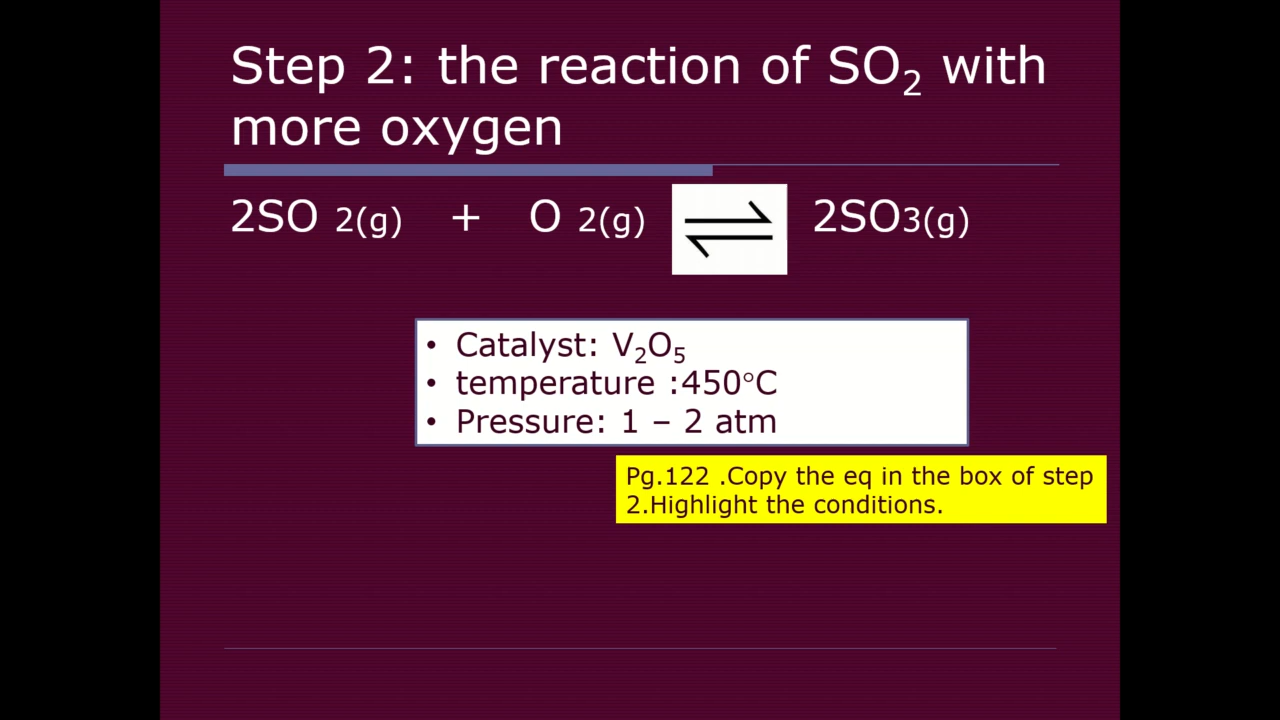 Step 2: the reaction of SO₂ with
more oxygen
2SO 2(g) + O 2(g) ⇌ 2SO3(g)
• Catalyst: V₂O₅
• temperature :450°C
• Pressure: 1 – 2 atm
Pg.122 .Copy the eq in the box of step
2.Highlight the conditions.